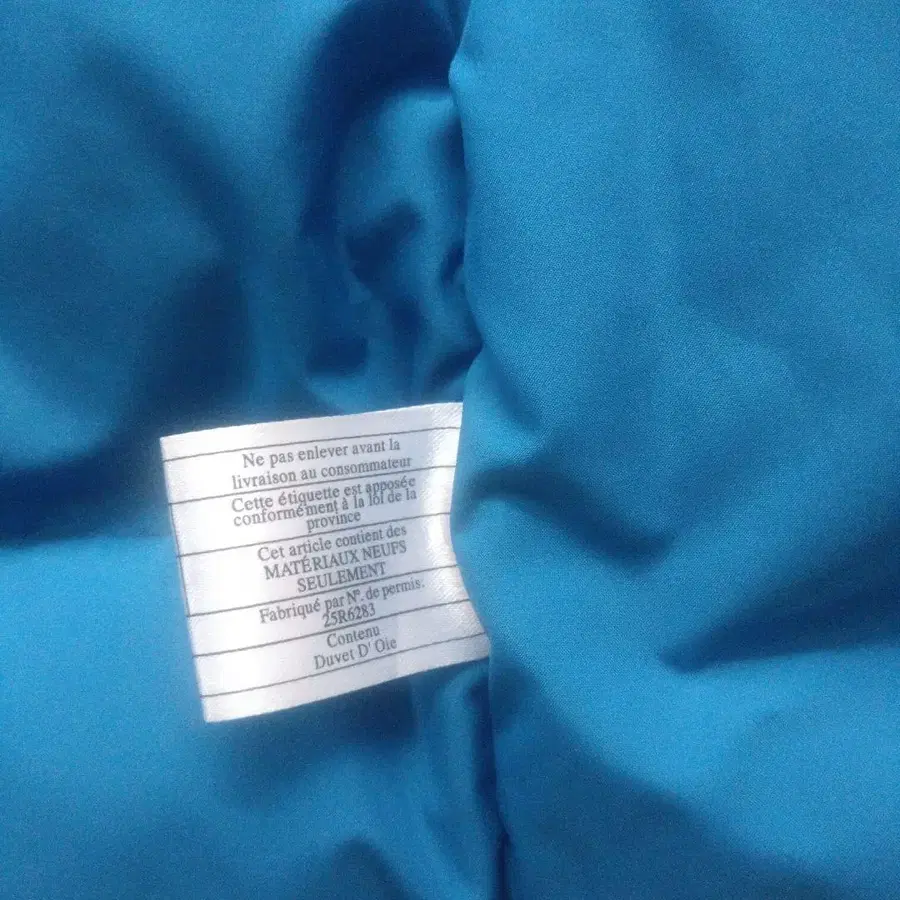 Ne pas enlever avant la
livraison au consommateur
Cette étiquette est apposée
conformément à la loi de la
province
Cet article contient des
MATÉRIAUX NEUFS
SEULEMENT
Fabriqué par Nº. de permis.
25R6283
Contenu
Duvet D' Oie